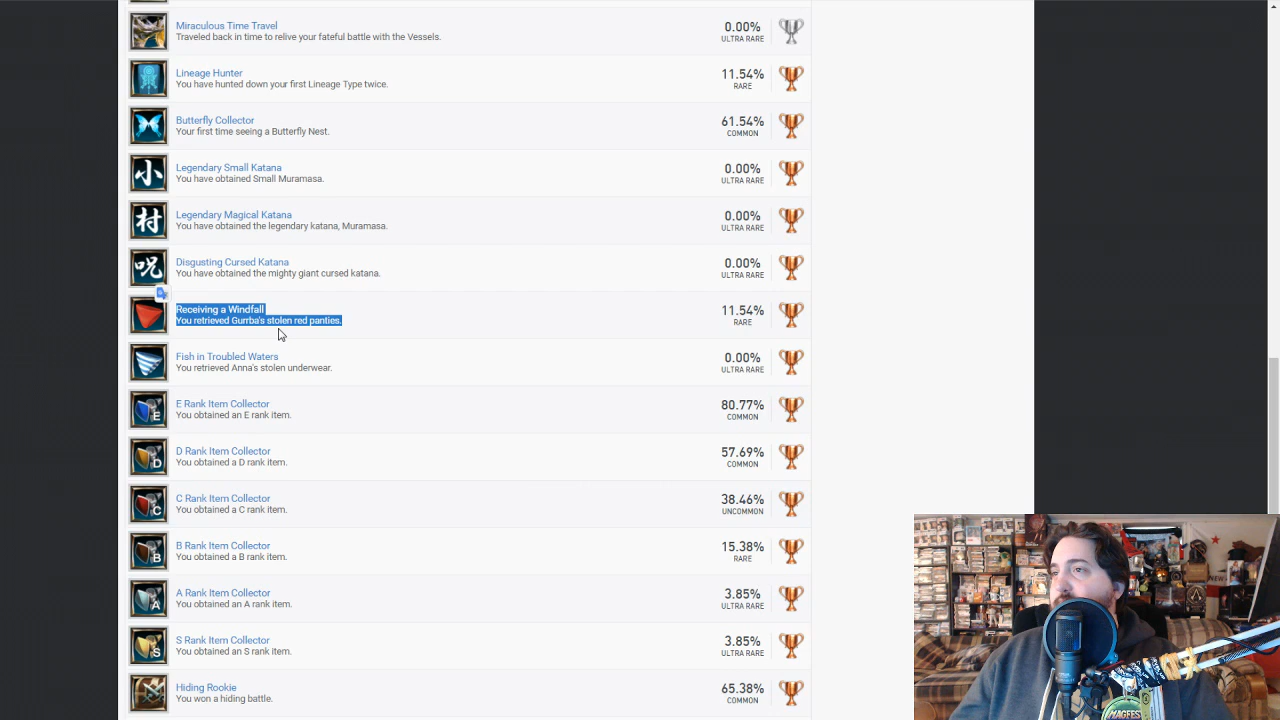 Miraculous Time Travel
Traveled back in time to relive your fateful battle with the Vessels.
0.00%
ULTRA RARE
Lineage Hunter
You have hunted down your first Lineage Type twice.
11.54%
RARE
Butterfly Collector
Your first time seeing a Butterfly Nest.
61.54%
COMMON
小
Legendary Small Katana
You have obtained Small Muramasa.
0.00%
ULTRA RARE
村
Legendary Magical Katana
You have obtained the legendary katana, Muramasa.
0.00%
ULTRA RARE
呪
Disgusting Cursed Katana
You have obtained the mighty giant cursed katana.
0.00%
ULTRA RARE
Receiving a Windfall
You retrieved Gurrba's stolen red panties.
11.54%
RARE
Fish in Troubled Waters
You retrieved Anna's stolen underwear.
0.00%
ULTRA RARE
E
E Rank Item Collector
You obtained an E rank item.
80.77%
COMMON
D
D Rank Item Collector
You obtained a D rank item.
57.69%
COMMON
C
C Rank Item Collector
You obtained a C rank item.
38.46%
UNCOMMON
B
B Rank Item Collector
You obtained a B rank item.
15.38%
RARE
A
A Rank Item Collector
You obtained an A rank item.
3.85%
ULTRA RARE
S
S Rank Item Collector
You obtained an S rank item.
3.85%
ULTRA RARE
Hiding Rookie
You won a hiding battle.
65.38%
COMMON
NEW
MAGFEST